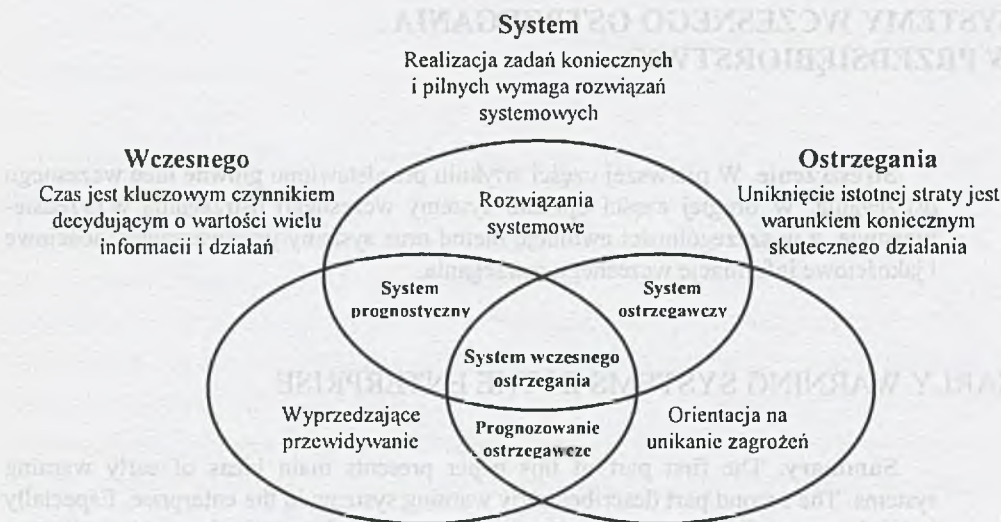 System
Realizacja zadań koniecznych
i pilnych wymaga rozwiązań
systemowych
Wczesnego
Czas jest kluczowym czynnikiem
decydującym o wartości wielu
informacji i działań
Ostrzegania
Uniknięcie istotnej straty jest
warunkiem koniecznym
skutecznego działania
Rozwiązania
systemowe
System
prognostyczny
System
ostrzegawczy
System wczesnego
ostrzegania
Wyprzedzające
przewidywanie
Prognozowanie
ostrzegawcze
Orientacja na
unikanie zagrożeń